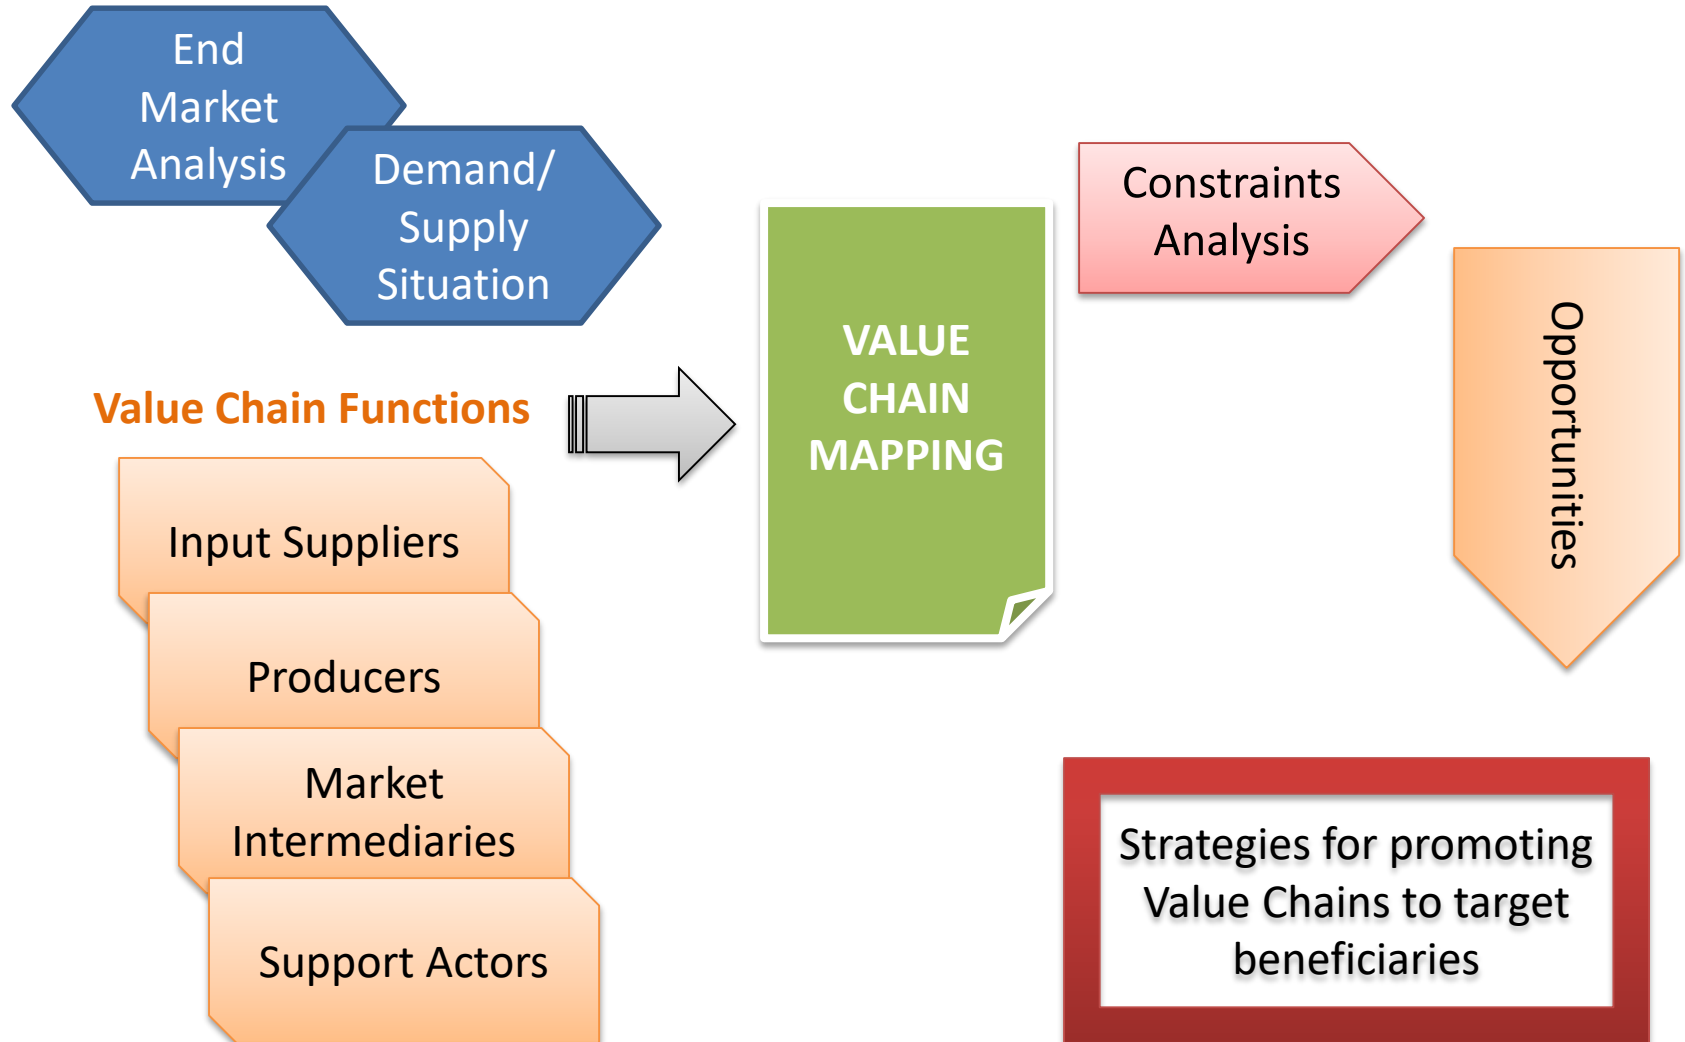 End
Market
Analysis
Demand/
Supply
Situation
Value Chain Functions
Input Suppliers
Producers
Market
Intermediaries
Support Actors
VALUE
CHAIN
MAPPING
Constraints
Analysis
Opportunities
Strategies for promoting
Value Chains to target
beneficiaries